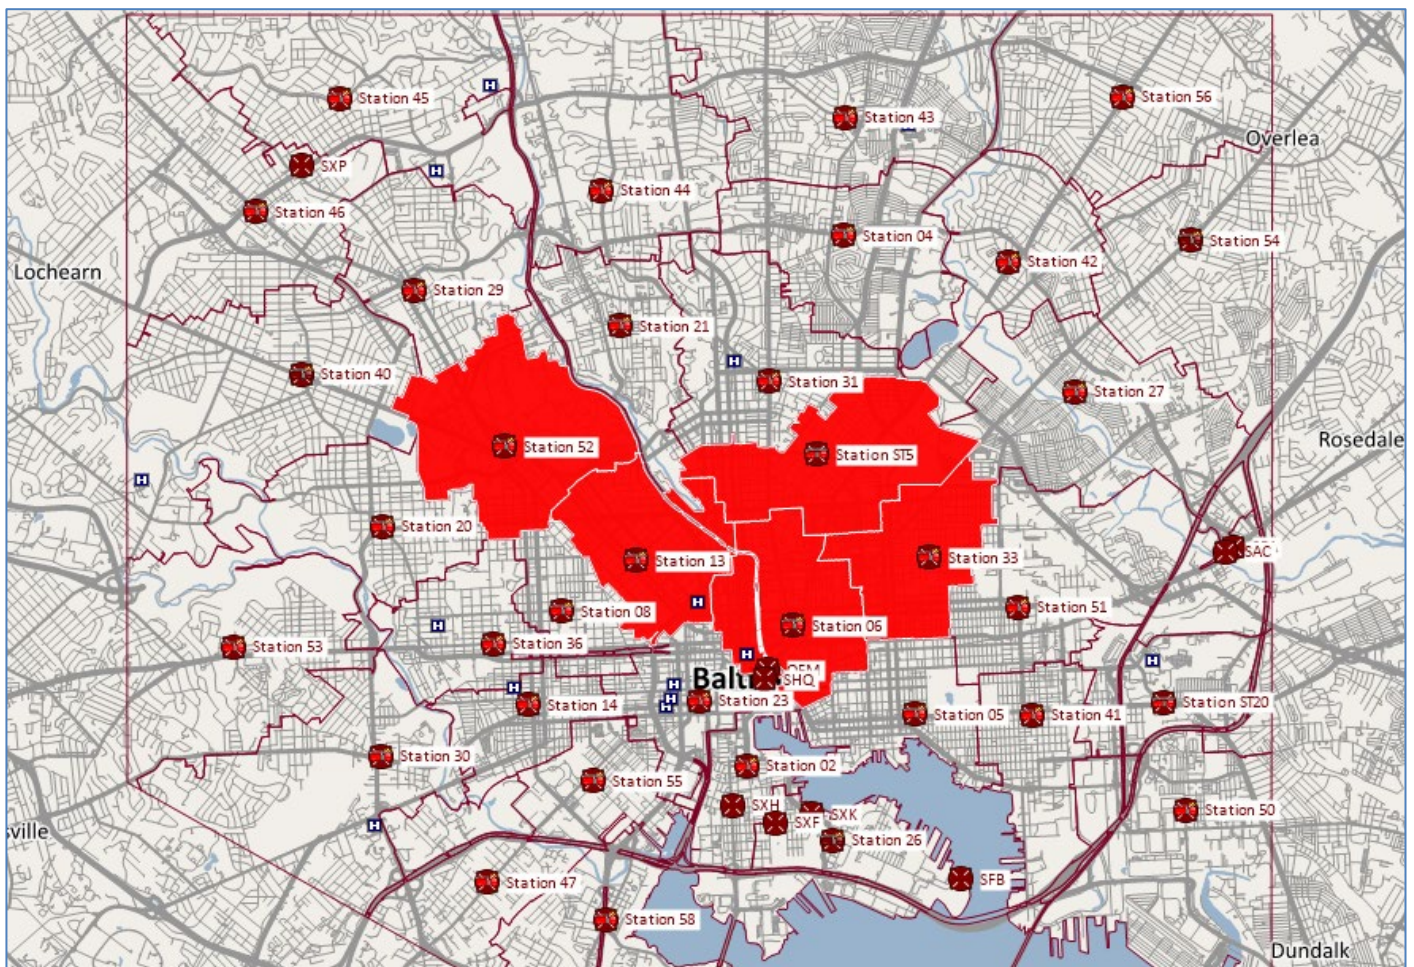 Station 45
Station 56
Station 43
Overlea
SXP
Station 44
Station 46
Station 04
Station 54
Station 42
Lochearn
Station 29
Station 21
Station 40
Station 31
Station 27
Rosedale
Station 52
Station ST5
Station 20
SAC
Station 13
Station 33
Station 08
Station 51
Station 06
Station 53
Station 36
SHQ
Balti
Station 14
Station 23
Station 05
Station 41
Station ST20
Station 30
Station 02
Station 55
SXH
SXK
SXF
Station 50
sville
Station 26
Station 47
SFB
Station 58
Dundalk
H
H
H
H
H
H
H
H
H
H
H
H
H